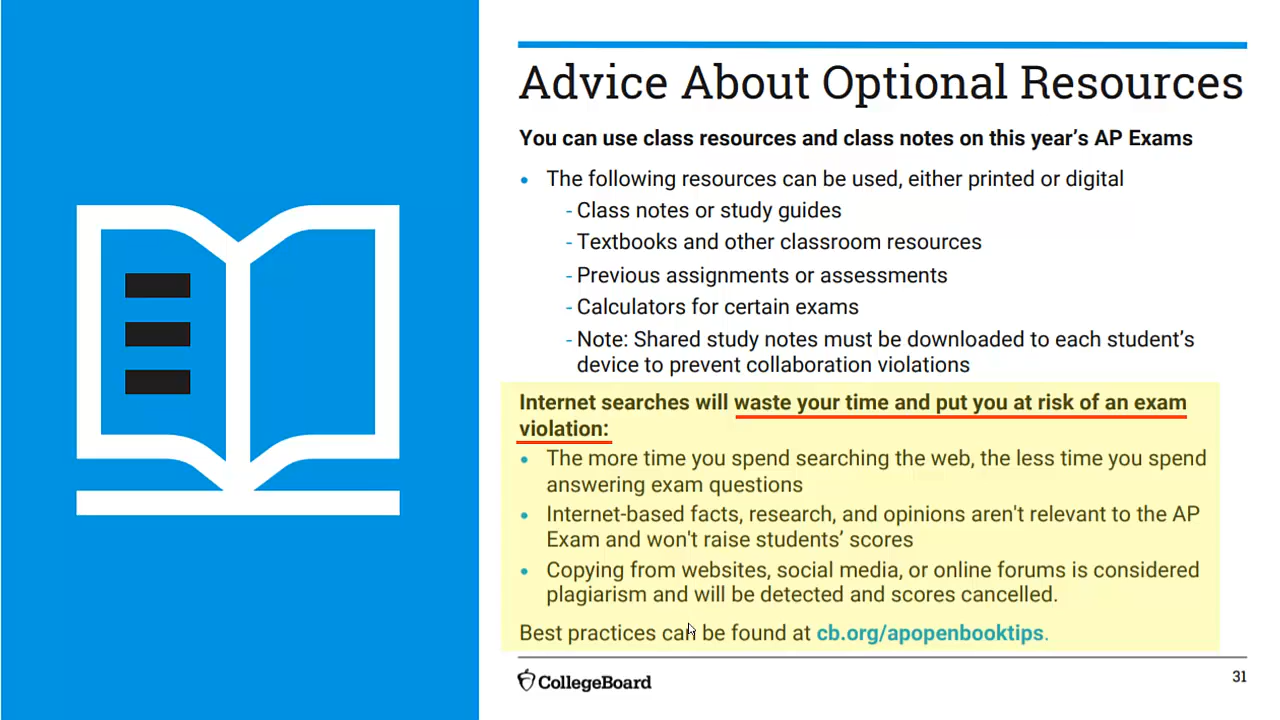 Advice About Optional Resources
You can use class resources and class notes on this year's AP Exams
• The following resources can be used, either printed or digital
- Class notes or study guides
- Textbooks and other classroom resources
- Previous assignments or assessments
- Calculators for certain exams
- Note: Shared study notes must be downloaded to each student's
device to prevent collaboration violations
Internet searches will waste your time and put you at risk of an exam
violation:
• The more time you spend searching the web, the less time you spend
answering exam questions
• Internet-based facts, research, and opinions aren't relevant to the AP
Exam and won't raise students' scores
• Copying from websites, social media, or online forums is considered
plagiarism and will be detected and scores cancelled.
Best practices can be found at cb.org/apopenbooktips.
CollegeBoard
31